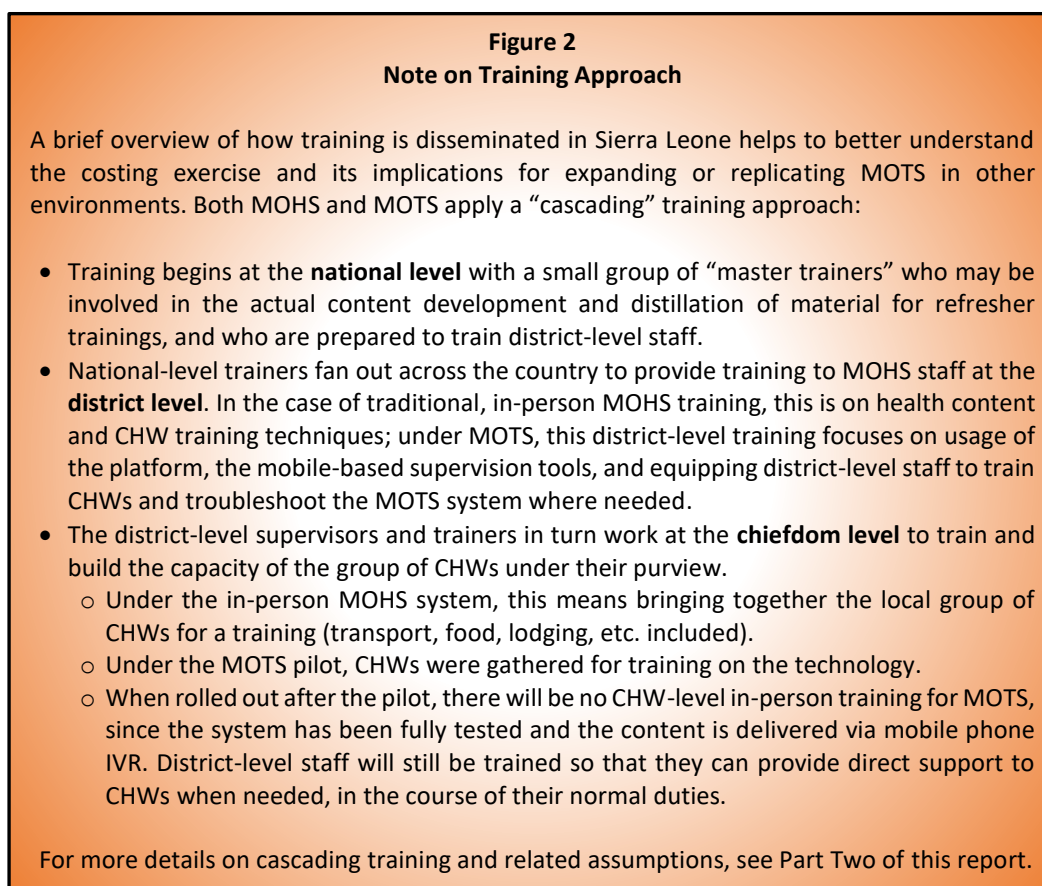 Figure 2
Note on Training Approach
A brief overview of how training is disseminated in Sierra Leone helps to better understand
the costing exercise and its implications for expanding or replicating MOTS in other
environments. Both MOHS and MOTS apply a “cascading” training approach:
• Training begins at the national level with a small group of “master trainers” who may be
involved in the actual content development and distillation of material for refresher
trainings, and who are prepared to train district-level staff.
• National-level trainers fan out across the country to provide training to MOHS staff at the
district level. In the case of traditional, in-person MOHS training, this is on health content
and CHW training techniques; under MOTS, this district-level training focuses on usage of
the platform, the mobile-based supervision tools, and equipping district-level staff to train
CHWs and troubleshoot the MOTS system where needed.
• The district-level supervisors and trainers in turn work at the chiefdom level to train and
build the capacity of the group of CHWs under their purview.
o Under the in-person MOHS system, this means bringing together the local group of
CHWs for a training (transport, food, lodging, etc. included).
o Under the MOTS pilot, CHWs were gathered for training on the technology.
o When rolled out after the pilot, there will be no CHW-level in-person training for MOTS,
since the system has been fully tested and the content is delivered via mobile phone
IVR. District-level staff will still be trained so that they can provide direct support to
CHWs when needed, in the course of their normal duties.
For more details on cascading training and related assumptions, see Part Two of this report.